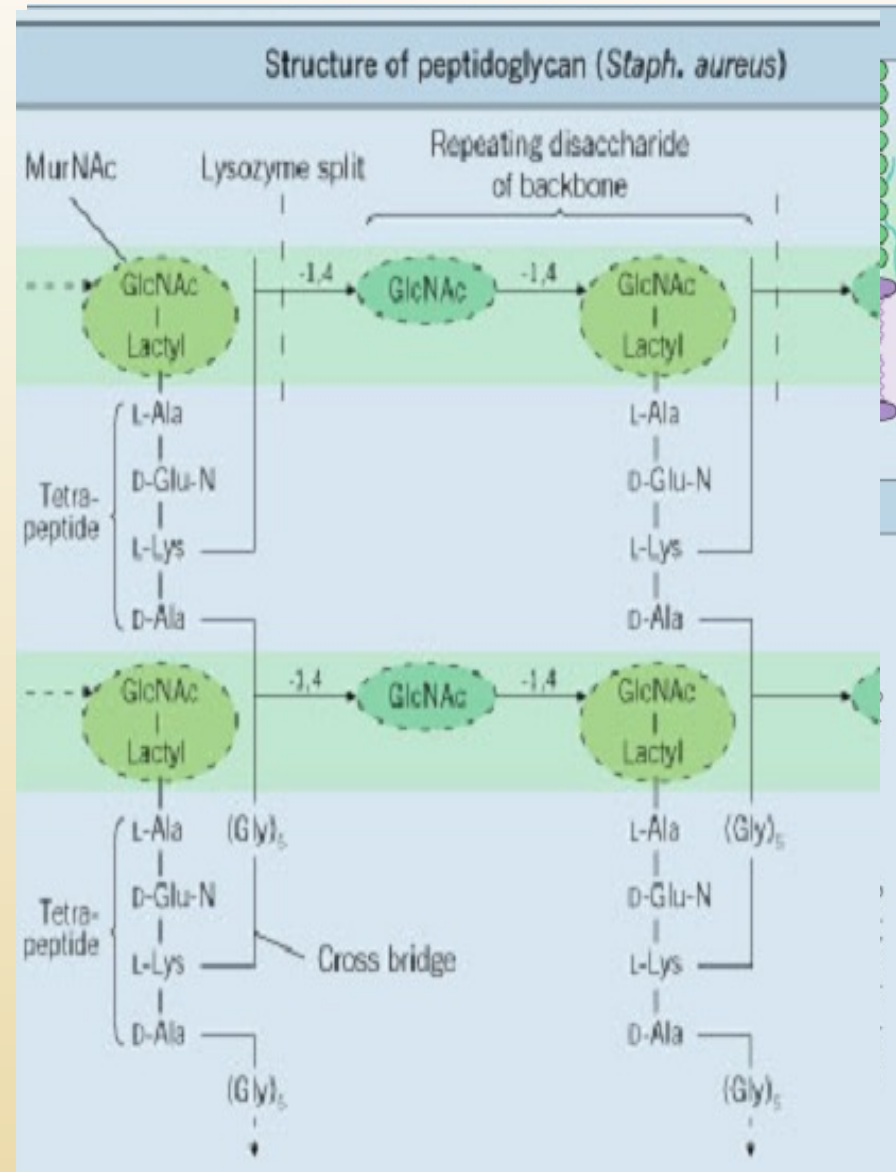 Structure of peptidoglycan (Staph. aureus)
Repeating disaccharide
of backbone
MurNAc
Lysozyme split
GlcNAc
Lactyl
-1,4
GlcNAc
-1,4
GlcNAc
Lactyl
Tetra-
peptide
L-Ala
D-Glu-N
L-Lys
D-Ala
L-Ala
D-Glu-N
L-Lys
D-Ala
GlcNAc
Lactyl
-1,4
GlcNAc
-1,4
GlcNAc
Lactyl
Tetra-
peptide
L-Ala
(Gly)₅
D-Glu-N
L-Lys
D-Ala
(Gly)₅
Cross bridge
L-Ala
(Gly)₅
D-Glu-N
L-Lys
D-Ala
(Gly)₅